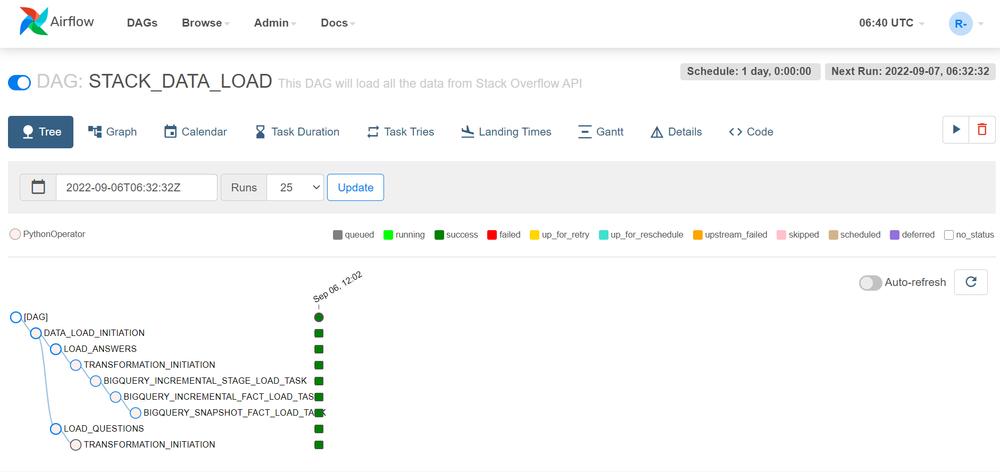 Airflow DAGs Browse Admin Docs 06:40 UTC R-
DAG: STACK_DATA_LOAD This DAG will load all the data from Stack Overflow API Schedule: 1 day, 0:00:00 Next Run: 2022-09-07, 06:32:32
Tree Graph Calendar Task Duration Task Tries Landing Times Gantt Details Code
2022-09-06T06:32:32Z Runs 25 Update
PythonOperator queued running success failed up_for_retry up_for_reschedule upstream_failed skipped scheduled deferred no_status
Sep 06, 12:02
Auto-refresh
[DAG]
DATA_LOAD_INITIATION
LOAD_ANSWERS
TRANSFORMATION_INITIATION
BIGQUERY_INCREMENTAL_STAGE_LOAD_TASK
BIGQUERY_INCREMENTAL_FACT_LOAD_TAS
BIGQUERY_SNAPSHOT_FACT_LOAD_TASK
LOAD_QUESTIONS
TRANSFORMATION_INITIATION